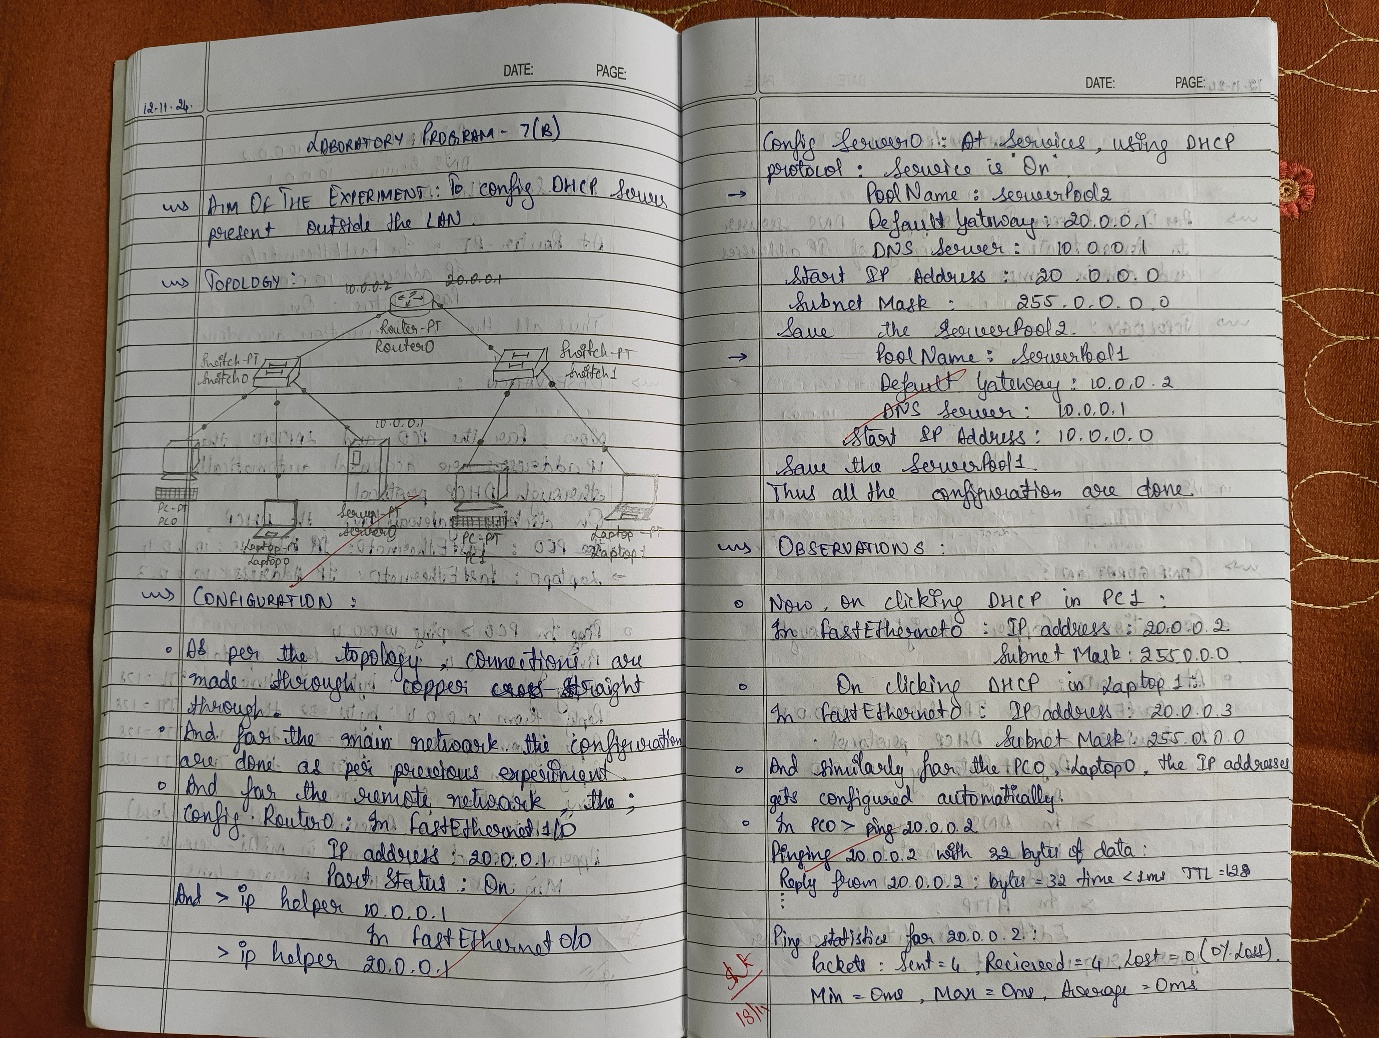 DATE: PAGE:
12-11-24.
LABORATORY PROGRAM - 7(B)
AIM OF THE EXPERIMENT: To config DHCP Server
present outside the LAN.
TOPOLOGY:
10.0.0.2 20.0.0.1
Router-PT
Router0
Switch-PT
Switch0
Switch-PT
Switch1
10.0.0.1
PC-PT
PC0
Laptop-PT
Laptop0
Server-PT
Server0
PC-PT
PC1
Laptop-PT
Laptop1
CONFIGURATION:
As per the topology, connections are
made through copper cross straight
through.
And for the main network the configuration
are done as per previous experiment.
And for the remote network, the;
Config Router0: In fastEthernet 1/0
IP address: 20.0.0.1
Port Status: On
And > ip helper 10.0.0.1
In fastEthernet 0/0
> ip helper 20.0.0.1
DATE: PAGE:
Config Server0: At Services, using DHCP
protocol: Service is "On"
→ Pool Name: serverPool2
Default Gateway: 20.0.0.1
DNS Server: 10.0.0.1
Start IP Address: 20.0.0.0
Subnet Mask: 255.0.0.0.0
Save the ServerPool2.
→ Pool Name: ServerPool1
Default Gateway: 10.0.0.2
DNS Server: 10.0.0.1
Start IP Address: 10.0.0.0
Save the ServerPool1.
Thus all the configuration are done.
OBSERVATIONS:
Now, on clicking DHCP in PC1:
In fastEthernet0: IP address: 20.0.0.2
Subnet Mask: 255.0.0.0
On clicking DHCP in Laptop1:
In fastEthernet0: IP address: 20.0.0.3
Subnet Mask: 255.0.0.0
And similarly for the PC0, Laptop0, the IP addresses
gets configured automatically.
In PC0 > ping 20.0.0.2
Pinging 20.0.0.2 with 32 bytes of data:
Reply from 20.0.0.2: bytes=32 time <1ms TTL=128
Ping statistics for 20.0.0.2:
Packets: Sent=4, Recieved=4, Lost=0 (0% Loss).
Min=0ms, Max=0ms, Average=0ms